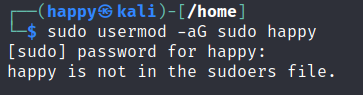 ┌──(happy㉿kali)-[/home]
└─$ sudo usermod -aG sudo happy
[sudo] password for happy:
happy is not in the sudoers file.